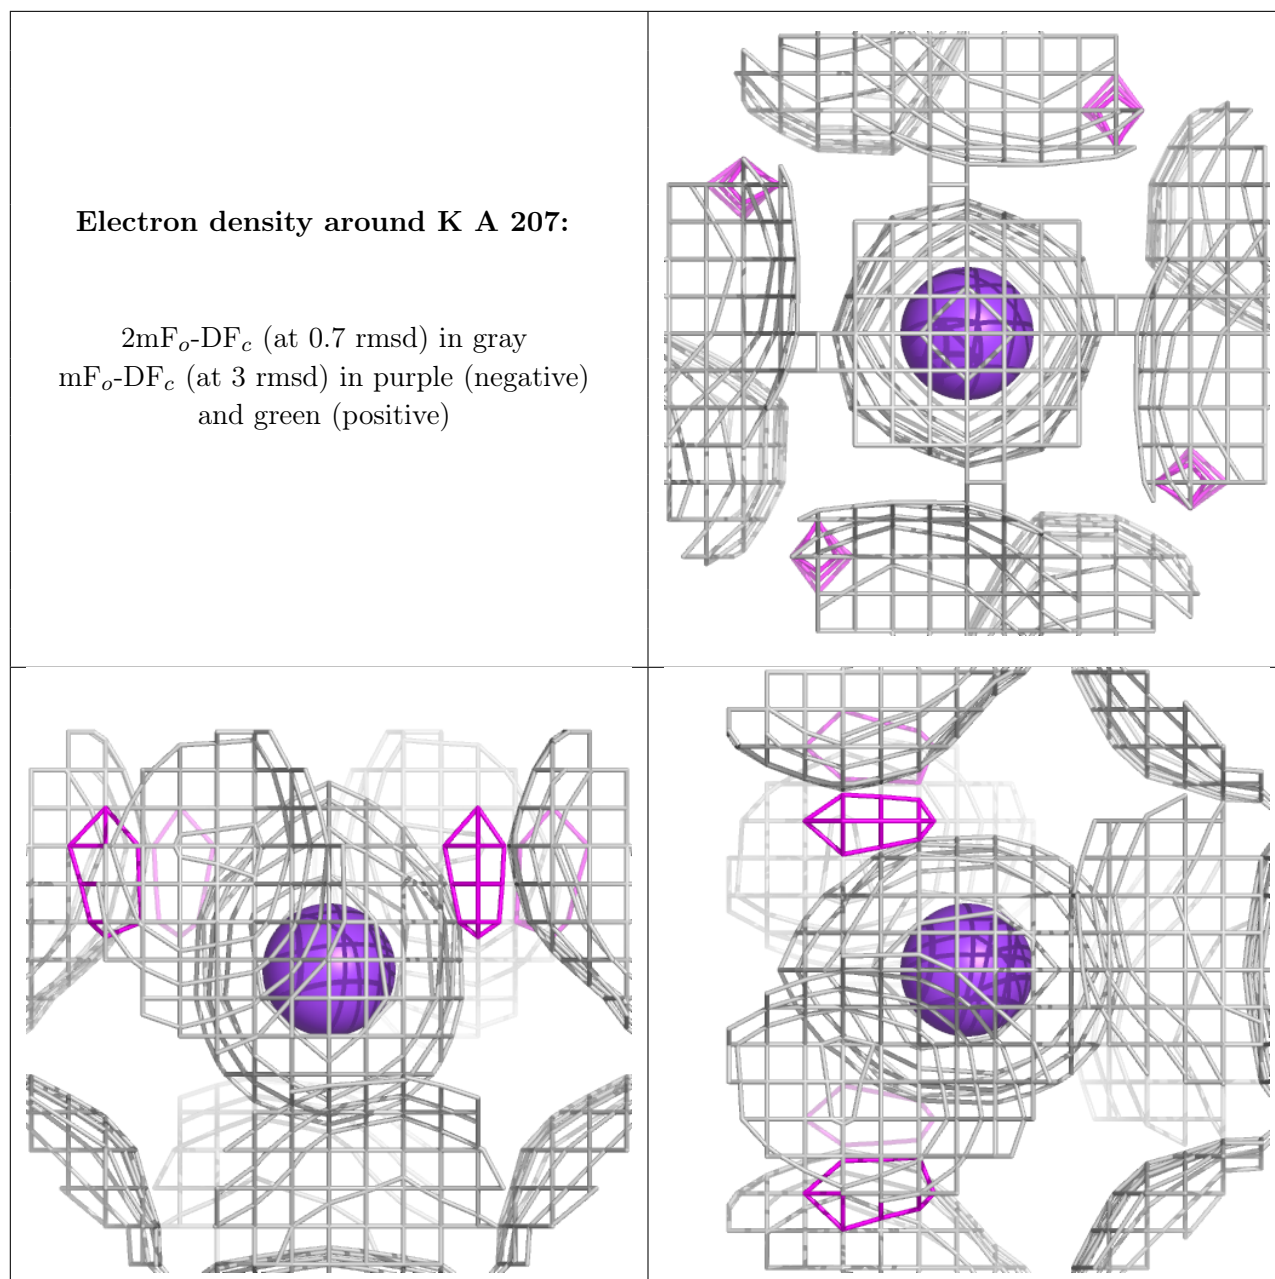 Electron density around K A 207:
2mFo-DFc (at 0.7 rmsd) in gray
mFo-DFc (at 3 rmsd) in purple (negative)
and green (positive)